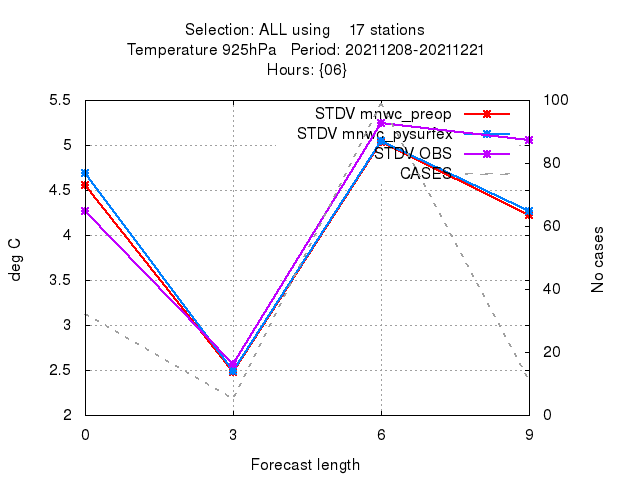 Selection: ALL using    17 stations
Temperature 925hPa   Period: 20211208-20211221
Hours: {06}
STDV mnwc_preop
STDV mnwc_pysurfex
STDV OBS
CASES
deg C
No cases
5.5
5
4.5
4
3.5
3
2.5
2
100
80
60
40
20
0
0 3 6 9
Forecast length